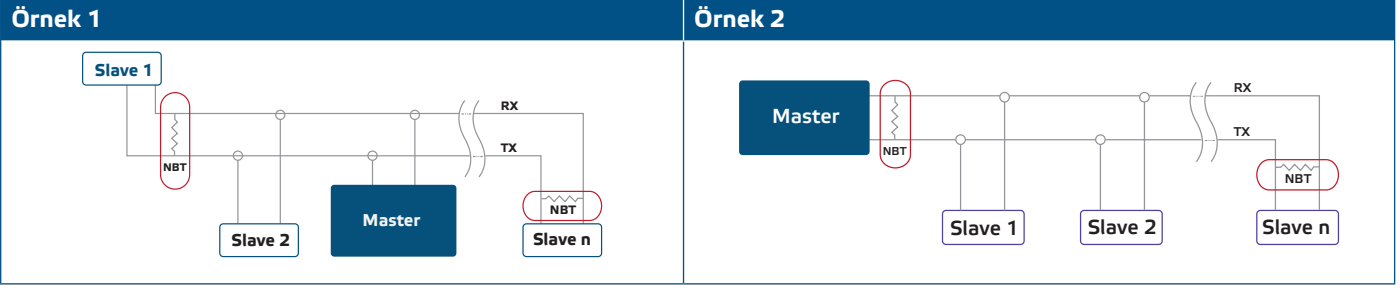 Örnek 1
Slave 1
RX
TX
NBT
NBT
Slave 2
Master
Slave n
Örnek 2
Master
RX
TX
NBT
NBT
Slave 1
Slave 2
Slave n